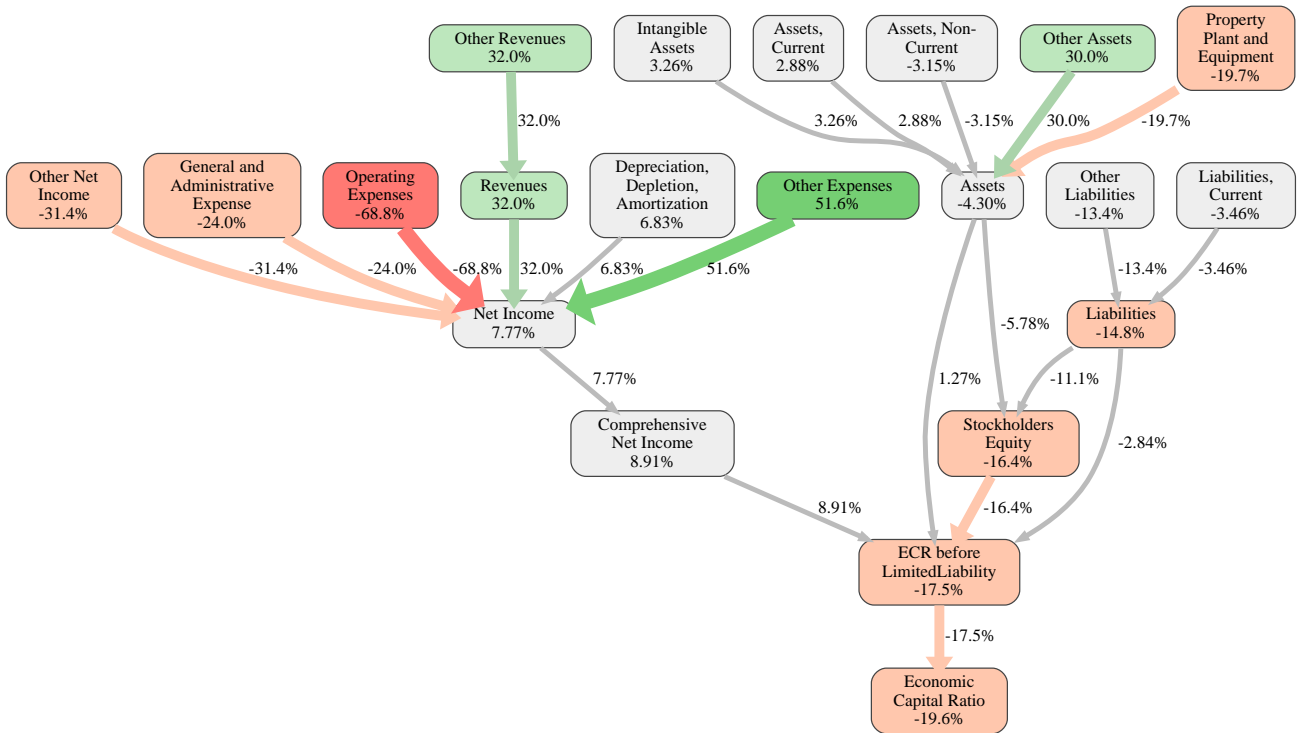 Other Revenues
32.0%
Intangible
Assets
3.26%
Assets,
Current
2.88%
Assets, Non-
Current
-3.15%
Other Assets
30.0%
Property
Plant and
Equipment
-19.7%
32.0%
3.26%
2.88%
-3.15%
30.0%
-19.7%
Other Net
Income
-31.4%
General and
Administrative
Expense
-24.0%
Operating
Expenses
-68.8%
Revenues
32.0%
Depreciation,
Depletion,
Amortization
6.83%
Other Expenses
51.6%
Assets
-4.30%
Other
Liabilities
-13.4%
Liabilities,
Current
-3.46%
-31.4%
-24.0%
-68.8%
32.0%
6.83%
51.6%
-13.4%
-3.46%
Net Income
7.77%
-5.78%
Liabilities
-14.8%
7.77%
1.27%
-11.1%
Comprehensive
Net Income
8.91%
Stockholders
Equity
-16.4%
-2.84%
8.91%
-16.4%
ECR before
LimitedLiability
-17.5%
-17.5%
Economic
Capital Ratio
-19.6%